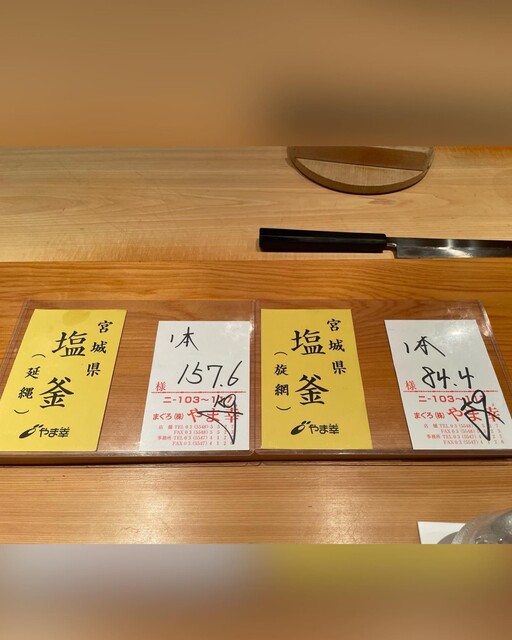 宮城県
塩釜
(延縄)
やま幸
1本
157.6
様
ニ-103~1
まぐろ(株)やま幸
宮城県
塩釜
(旋網)
やま幸
1本
84.4
様
ニ-103~1
まぐろ(株)やま幸